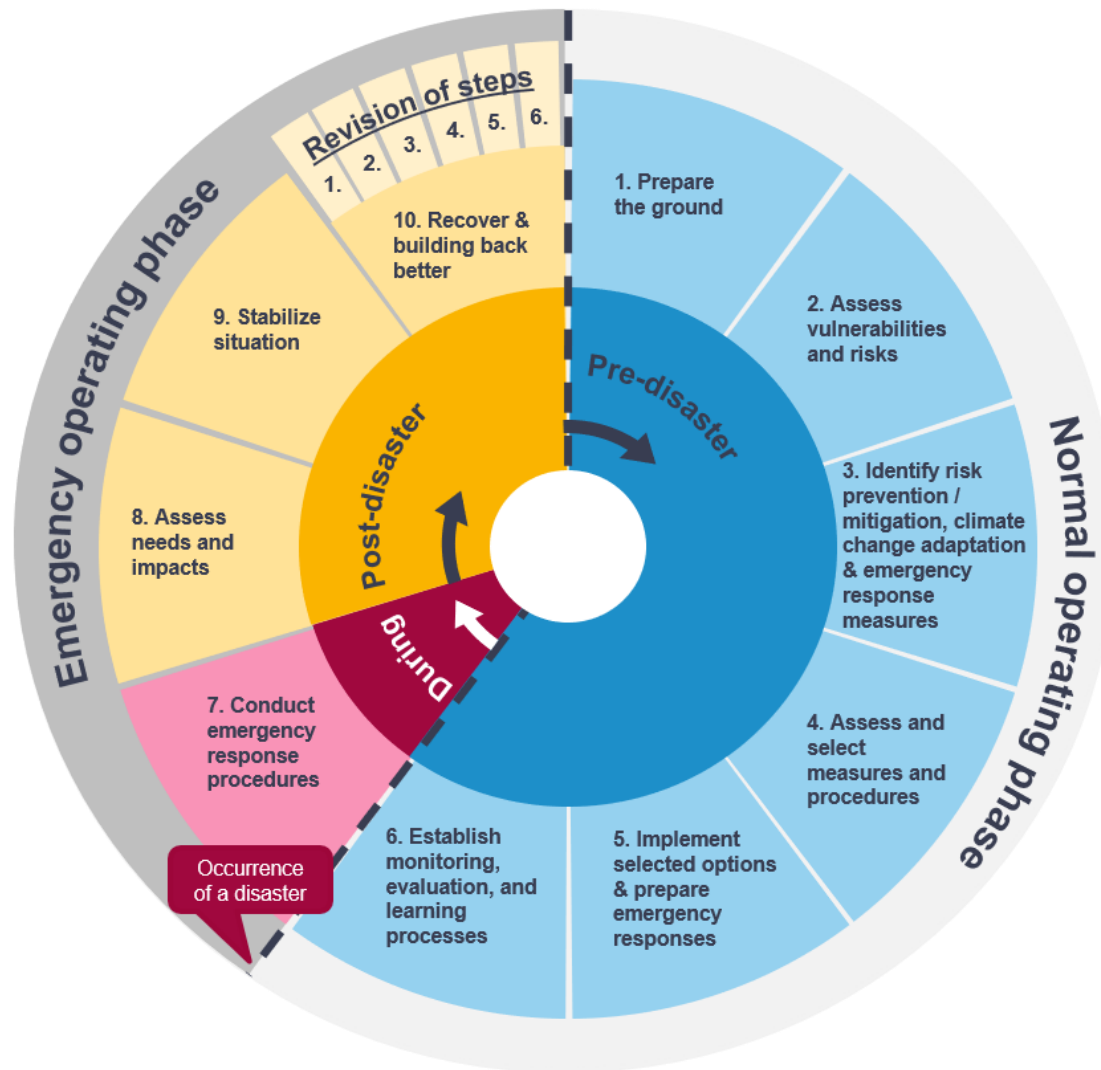 Revision of steps
1.
2.
3.
4.
5.
6.
1. Prepare
the ground
2. Assess
vulnerabilities
and risks
3. Identify risk
prevention /
mitigation, climate
change adaptation
& emergency
response
measures
4. Assess and
select
measures and
procedures
5. Implement
selected options
& prepare
emergency
responses
6. Establish
monitoring,
evaluation, and
learning
processes
7. Conduct
emergency
response
procedures
8. Assess
needs and
impacts
9. Stabilize
situation
10. Recover &
building back
better
Pre-disaster
During
Post-disaster
Occurrence
of a disaster
Normal operating phase
Emergency operating phase